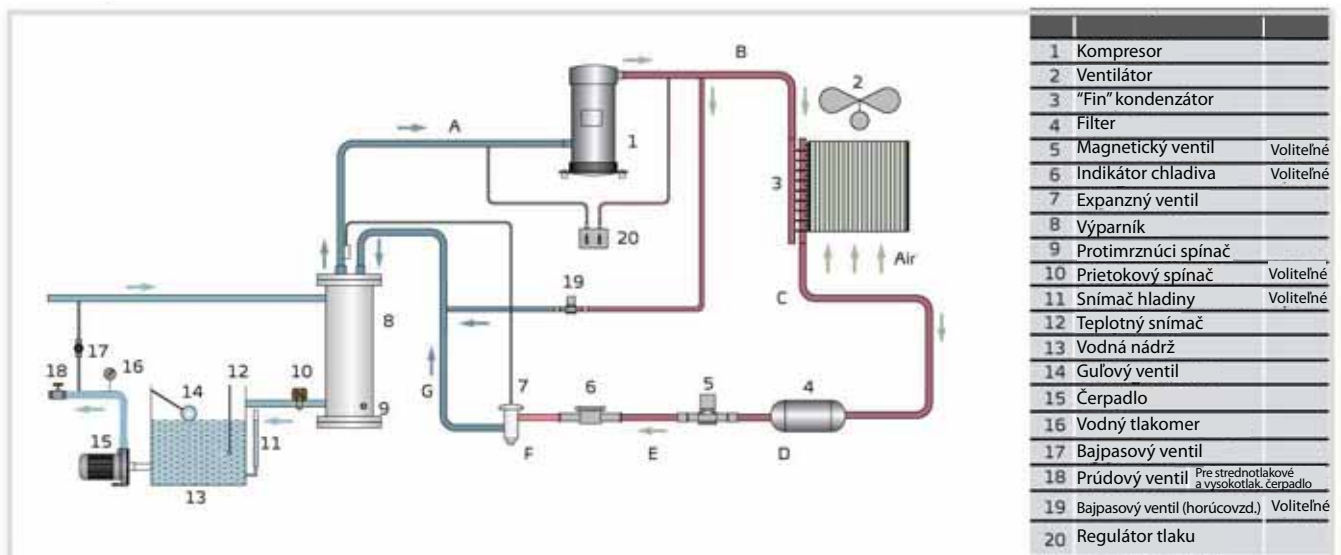 B
2
A
1
3
20
Air
19
C
8
17
18
16
12
10
14
G
7
6
5
4
9
15
11
F
E
D
13
1 Kompresor
2 Ventilátor
3 "Fin" kondenzátor
4 Filter
5 Magnetický ventil Voliteľné
6 Indikátor chladiva Voliteľné
7 Expanzný ventil
8 Výparník
9 Protimrznúci spínač
10 Prietokový spínač Voliteľné
11 Snímač hladiny Voliteľné
12 Teplotný snímač
13 Vodná nádrž
14 Guľový ventil
15 Čerpadlo
16 Vodný tlakomer
17 Bajpasový ventil
18 Prúdový ventil Pre strednotlakové
a vysokotlak. čerpadlo
19 Bajpasový ventil (horúcovzd.) Voliteľné
20 Regulátor tlaku